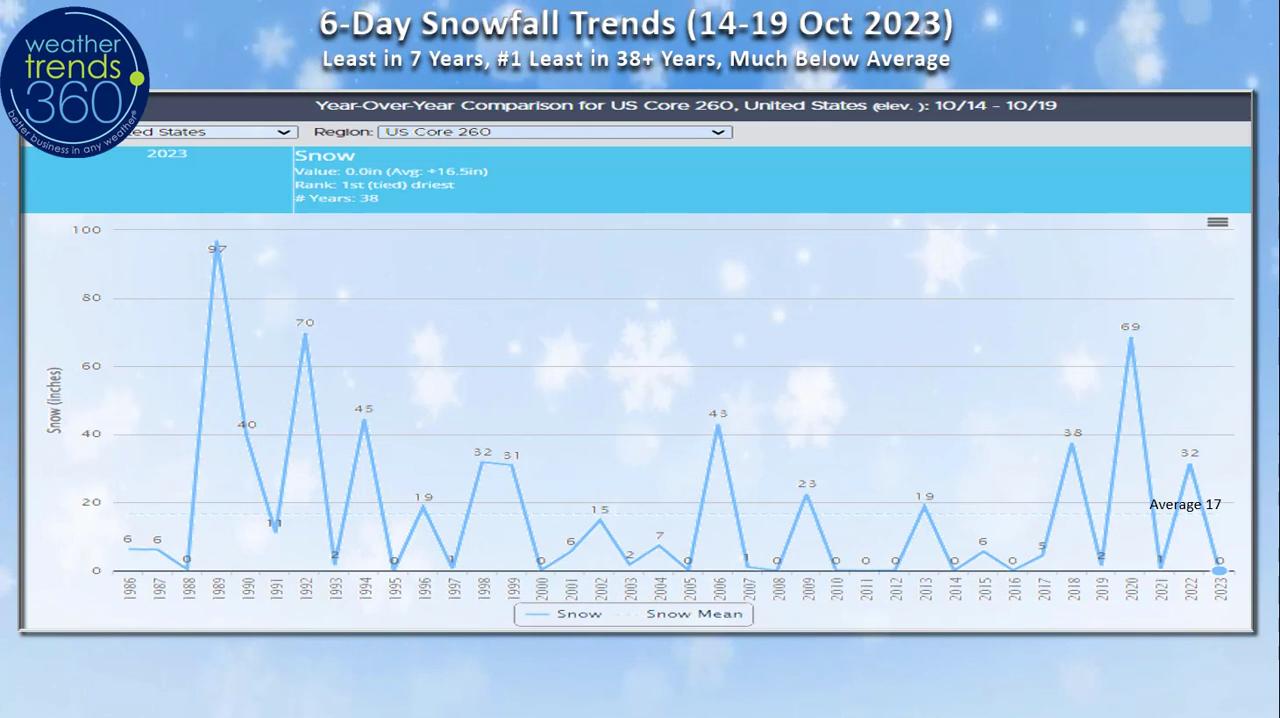 6-Day Snowfall Trends (14-19 Oct 2023)
Least in 7 Years, #1 Least in 38+ Years, Much Below Average
weather
trends
360°
better business in any weather®
Year-Over-Year Comparison for US Core 260, United States (elev. ): 10/14 - 10/19
ed States Region: US Core 260
2023
Snow
Value: 0.0in (Avg: +16.5in)
Rank: 1st (tied) driest
# Years: 38
Snow (inches)
100
80
60
40
20
0
6 6 0 97 40 11 70 2 45 0 19 1 32 31 0 6 15 2 7 0 43 1 0 23 0 0 0 19 0 6 0 5 38 2 69 1 32 0
Average 17
1986 1987 1988 1989 1990 1991 1992 1993 1994 1995 1996 1997 1998 1999 2000 2001 2002 2003 2004 2005 2006 2007 2008 2009 2010 2011 2012 2013 2014 2015 2016 2017 2018 2019 2020 2021 2022 2023
Snow Snow Mean